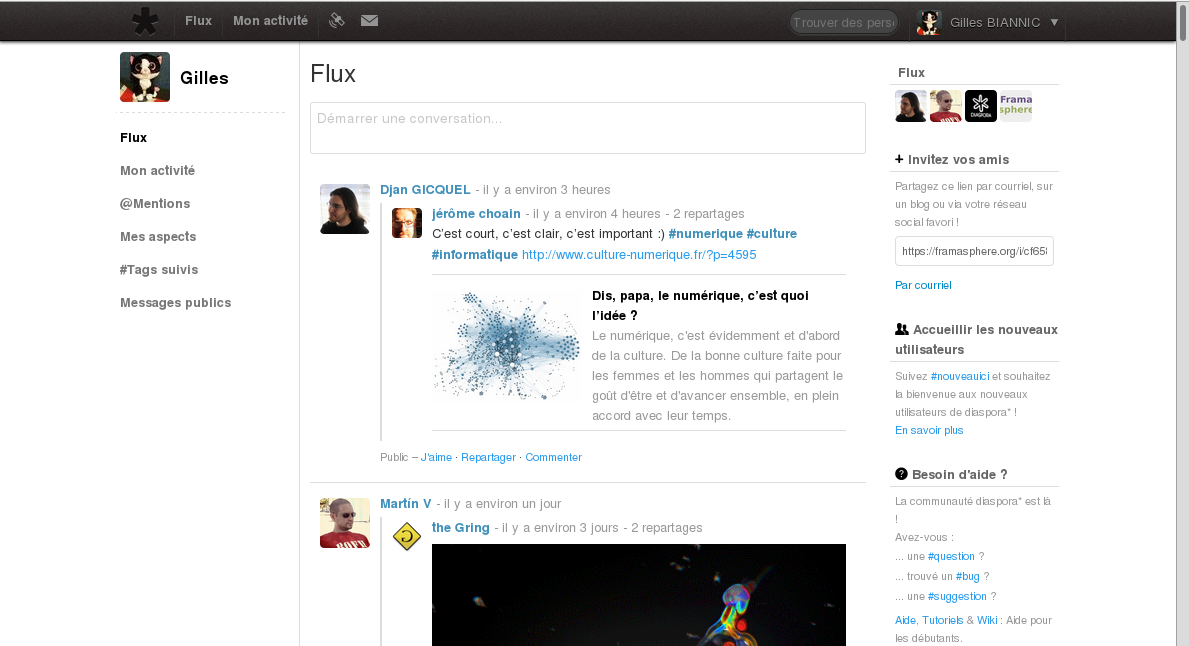 Flux Mon activité Trouver des pers Gilles BIANNIC ▼
Gilles
Flux
Mon activité
@Mentions
Mes aspects
#Tags suivis
Messages publics
Flux
Démarrer une conversation...
Djan GICQUEL - il y a environ 3 heures
jérôme choain - il y a environ 4 heures - 2 repartages
C'est court, c'est clair, c'est important :) #numerique #culture
#informatique http://www.culture-numerique.fr/?p=4595
Dis, papa, le numérique, c'est quoi
l'idée ?
Le numérique, c'est évidemment et d'abord
de la culture. De la bonne culture faite pour
les femmes et les hommes qui partagent le
goût d'être et d'avancer ensemble, en plein
accord avec leur temps.
Public – J'aime · Repartager · Commenter
Martín V - il y a environ un jour
the Gring - il y a environ 3 jours - 2 repartages
Flux
DIASPORA
Frama
sphere
+ Invitez vos amis
Partagez ce lien par courriel, sur
un blog ou via votre réseau
social favori !
https://framasphere.org/i/cf65
Par courriel
Accueillir les nouveaux
utilisateurs
Suivez #nouveauici et souhaitez
la bienvenue aux nouveaux
utilisateurs de diaspora* !
En savoir plus
? Besoin d'aide ?
La communauté diaspora* est là
!
Avez-vous :
... une #question ?
... trouvé un #bug ?
... une #suggestion ?
Aide, Tutoriels & Wiki : Aide pour
les débutants.